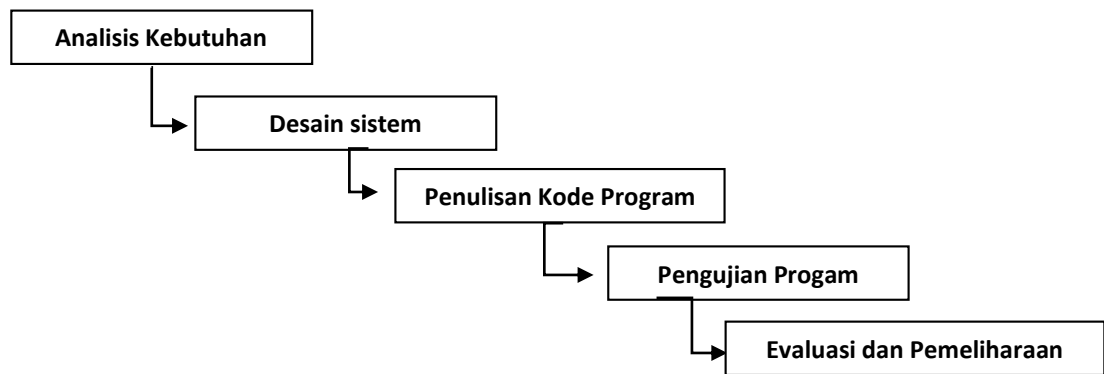 Analisis Kebutuhan
Desain sistem
Penulisan Kode Program
Pengujian Progam
Evaluasi dan Pemeliharaan